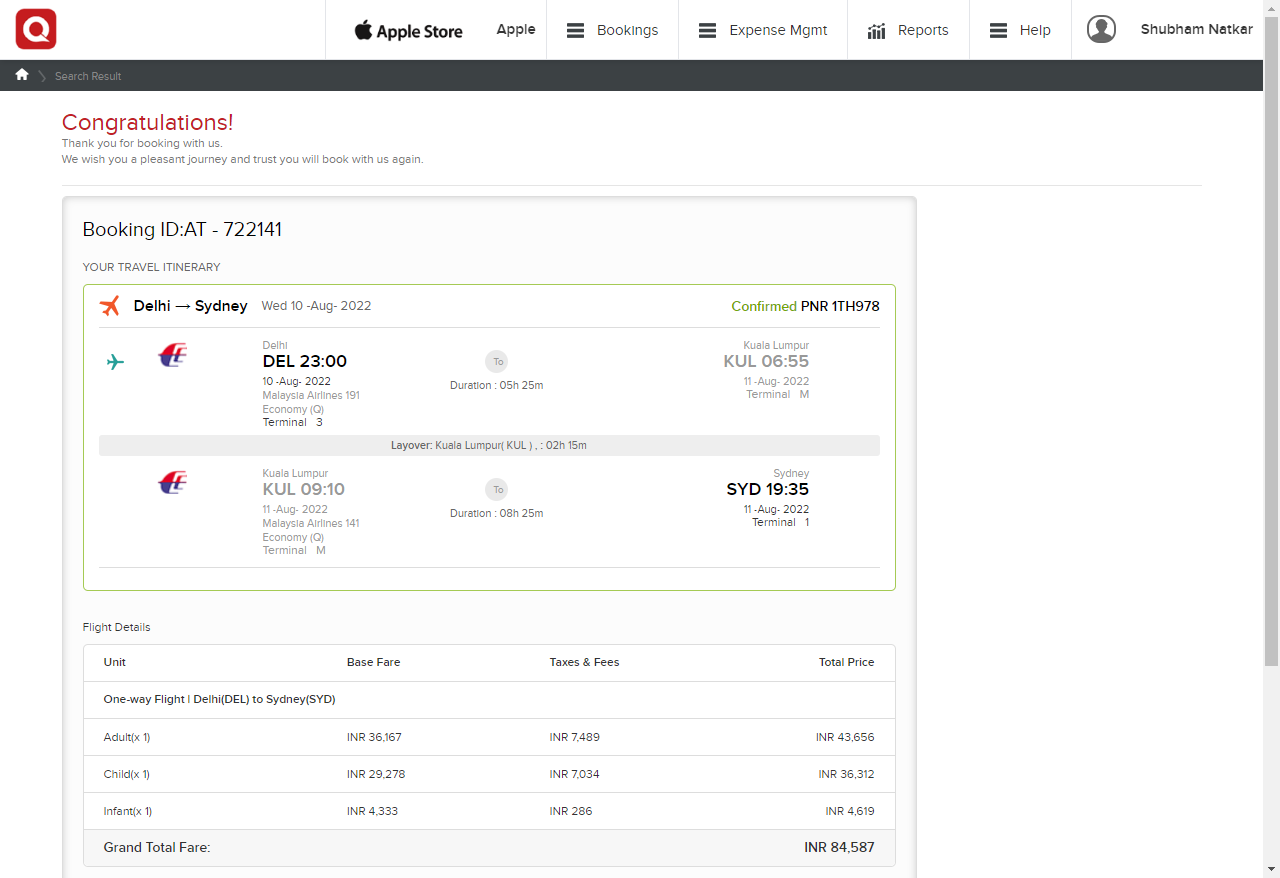 Apple Store Apple Bookings Expense Mgmt Reports Help Shubham Natkar
Search Result
Congratulations!
Thank you for booking with us.
We wish you a pleasant journey and trust you will book with us again.
Booking ID:AT - 722141
YOUR TRAVEL ITINERARY
Delhi → Sydney Wed 10 -Aug- 2022 Confirmed PNR 1TH978
Delhi
DEL 23:00
10 -Aug- 2022
Malaysia Airlines 191
Economy (Q)
Terminal 3
To
Duration : 05h 25m
Kuala Lumpur
KUL 06:55
11 -Aug- 2022
Terminal M
Layover: Kuala Lumpur( KUL ) , : 02h 15m
Kuala Lumpur
KUL 09:10
11 -Aug- 2022
Malaysia Airlines 141
Economy (Q)
Terminal M
To
Duration : 08h 25m
Sydney
SYD 19:35
11 -Aug- 2022
Terminal 1
Flight Details
Unit Base Fare Taxes & Fees Total Price
One-way Flight | Delhi(DEL) to Sydney(SYD)
Adult(x 1) INR 36,167 INR 7,489 INR 43,656
Child(x 1) INR 29,278 INR 7,034 INR 36,312
Infant(x 1) INR 4,333 INR 286 INR 4,619
Grand Total Fare: INR 84,587